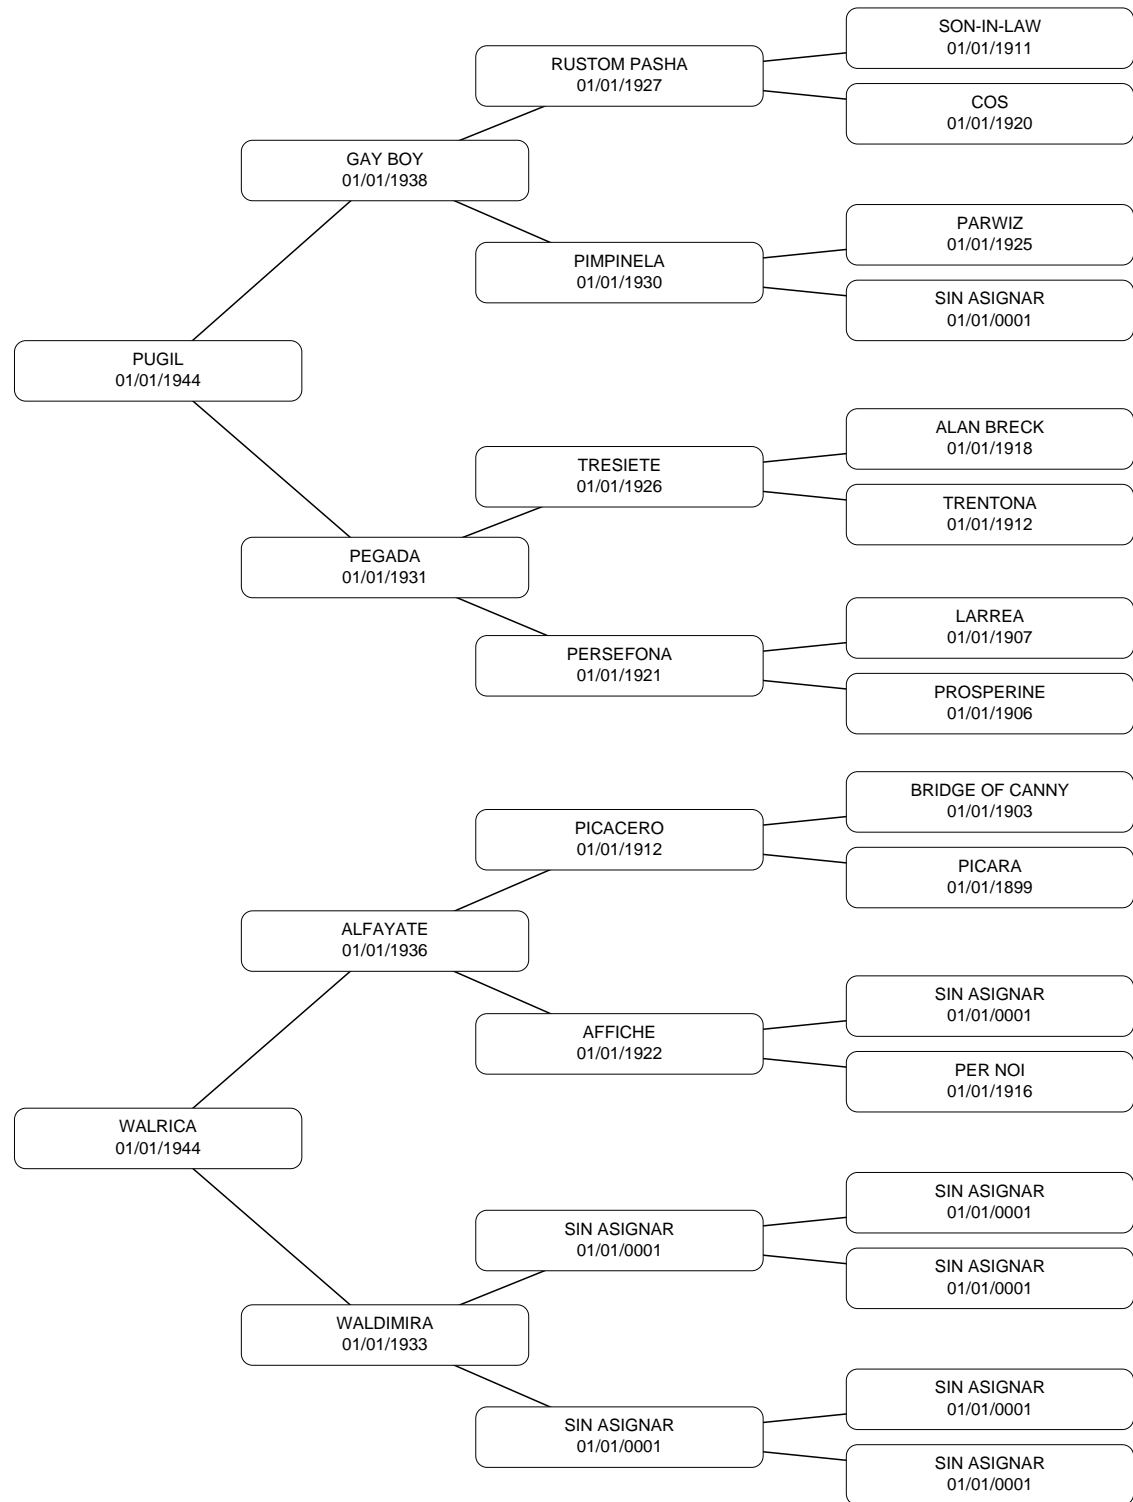 SON-IN-LAW
01/01/1911
RUSTOM PASHA
01/01/1927
COS
01/01/1920
GAY BOY
01/01/1938
PARWIZ
01/01/1925
PIMPINELA
01/01/1930
SIN ASIGNAR
01/01/0001
PUGIL
01/01/1944
ALAN BRECK
01/01/1918
TRESIETE
01/01/1926
TRENTONA
01/01/1912
PEGADA
01/01/1931
LARREA
01/01/1907
PERSEFONA
01/01/1921
PROSPERINE
01/01/1906
BRIDGE OF CANNY
01/01/1903
PICACERO
01/01/1912
PICARA
01/01/1899
ALFAYATE
01/01/1936
SIN ASIGNAR
01/01/0001
AFFICHE
01/01/1922
PER NOI
01/01/1916
WALRICA
01/01/1944
SIN ASIGNAR
01/01/0001
SIN ASIGNAR
01/01/0001
SIN ASIGNAR
01/01/0001
WALDIMIRA
01/01/1933
SIN ASIGNAR
01/01/0001
SIN ASIGNAR
01/01/0001
SIN ASIGNAR
01/01/0001